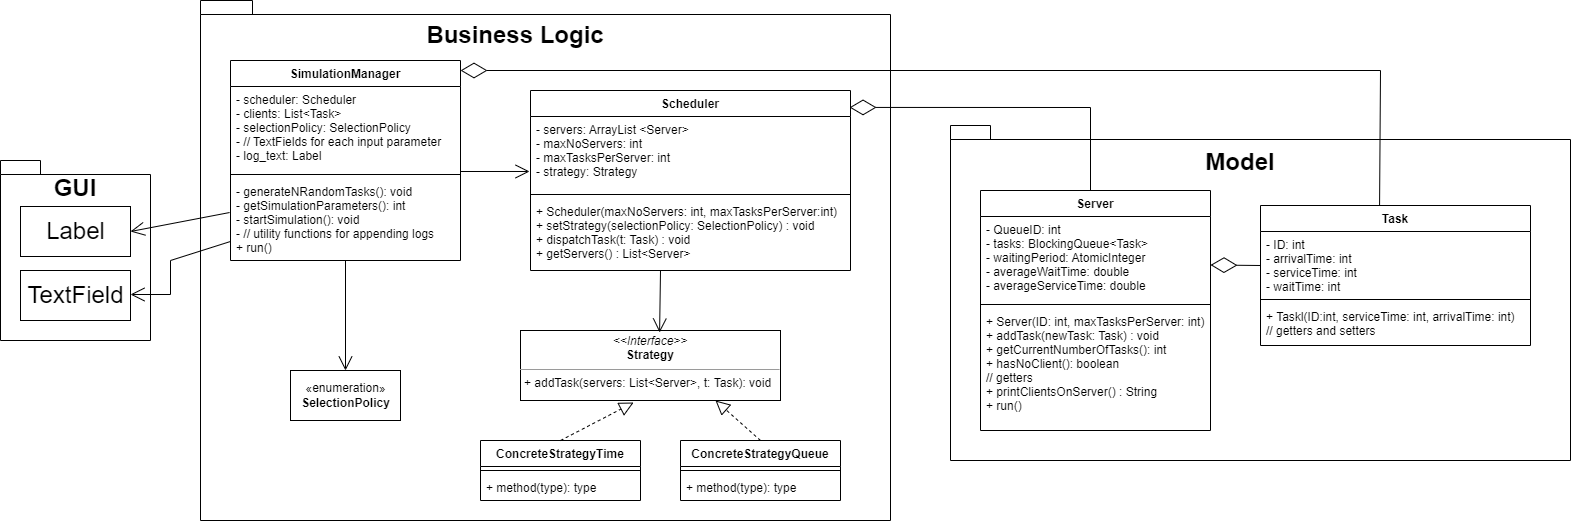 Business Logic
SimulationManager
- scheduler: Scheduler
- clients: List<Task>
- selectionPolicy: SelectionPolicy
- // TextFields for each input parameter
- log_text: Label
- generateNRandomTasks(): void
- getSimulationParameters(): int
- startSimulation(): void
- // utility functions for appending logs
+ run()
Scheduler
- servers: ArrayList <Server>
- maxNoServers: int
- maxTasksPerServer: int
- strategy: Strategy
+ Scheduler(maxNoServers: int, maxTasksPerServer:int)
+ setStrategy(selectionPolicy: SelectionPolicy) : void
+ dispatchTask(t: Task) : void
+ getServers() : List<Server>
GUI
Label
TextField
«enumeration»
SelectionPolicy
<<Interface>>
Strategy
+ addTask(servers: List<Server>, t: Task): void
ConcreteStrategyTime
+ method(type): type
ConcreteStrategyQueue
+ method(type): type
Model
Server
- QueueID: int
- tasks: BlockingQueue<Task>
- waitingPeriod: AtomicInteger
- averageWaitTime: double
- averageServiceTime: double
+ Server(ID: int, maxTasksPerServer: int)
+ addTask(newTask: Task) : void
+ getCurrentNumberOfTasks(): int
+ hasNoClient(): boolean
// getters
+ printClientsOnServer() : String
+ run()
Task
- ID: int
- arrivalTime: int
- serviceTime: int
- waitTime: int
+ Taskl(ID:int, serviceTime: int, arrivalTime: int)
// getters and setters